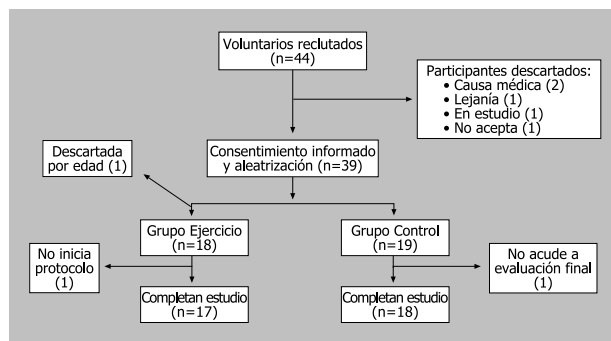 Voluntarios reclutados
(n=44)
Participantes descartados:
• Causa médica (2)
• Lejanía (1)
• En estudio (1)
• No acepta (1)
Descartada
por edad (1)
Consentimiento informado
y aleatrización (n=39)
Grupo Ejercicio
(n=18)
Grupo Control
(n=19)
No inicia
protocolo
(1)
No acude a
evaluación final
(1)
Completan estudio
(n=17)
Completan estudio
(n=18)